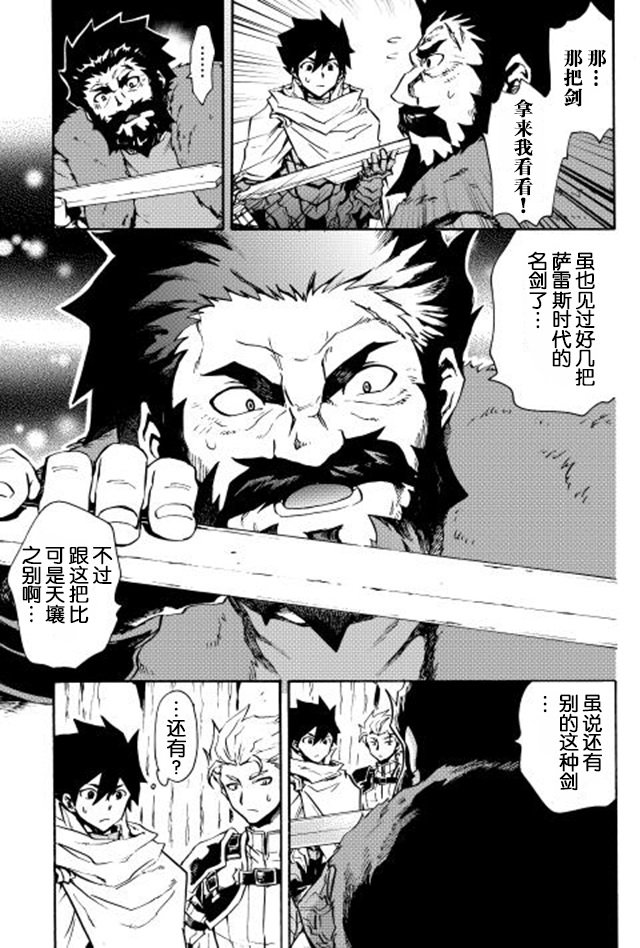 那…
那把剑
拿来我看看！
……
虽也见过好几把
萨雷斯时代的
名剑了…
不过
跟这把比
可是天壤
之别啊…
虽说还有
别的这种剑
…
…还有？